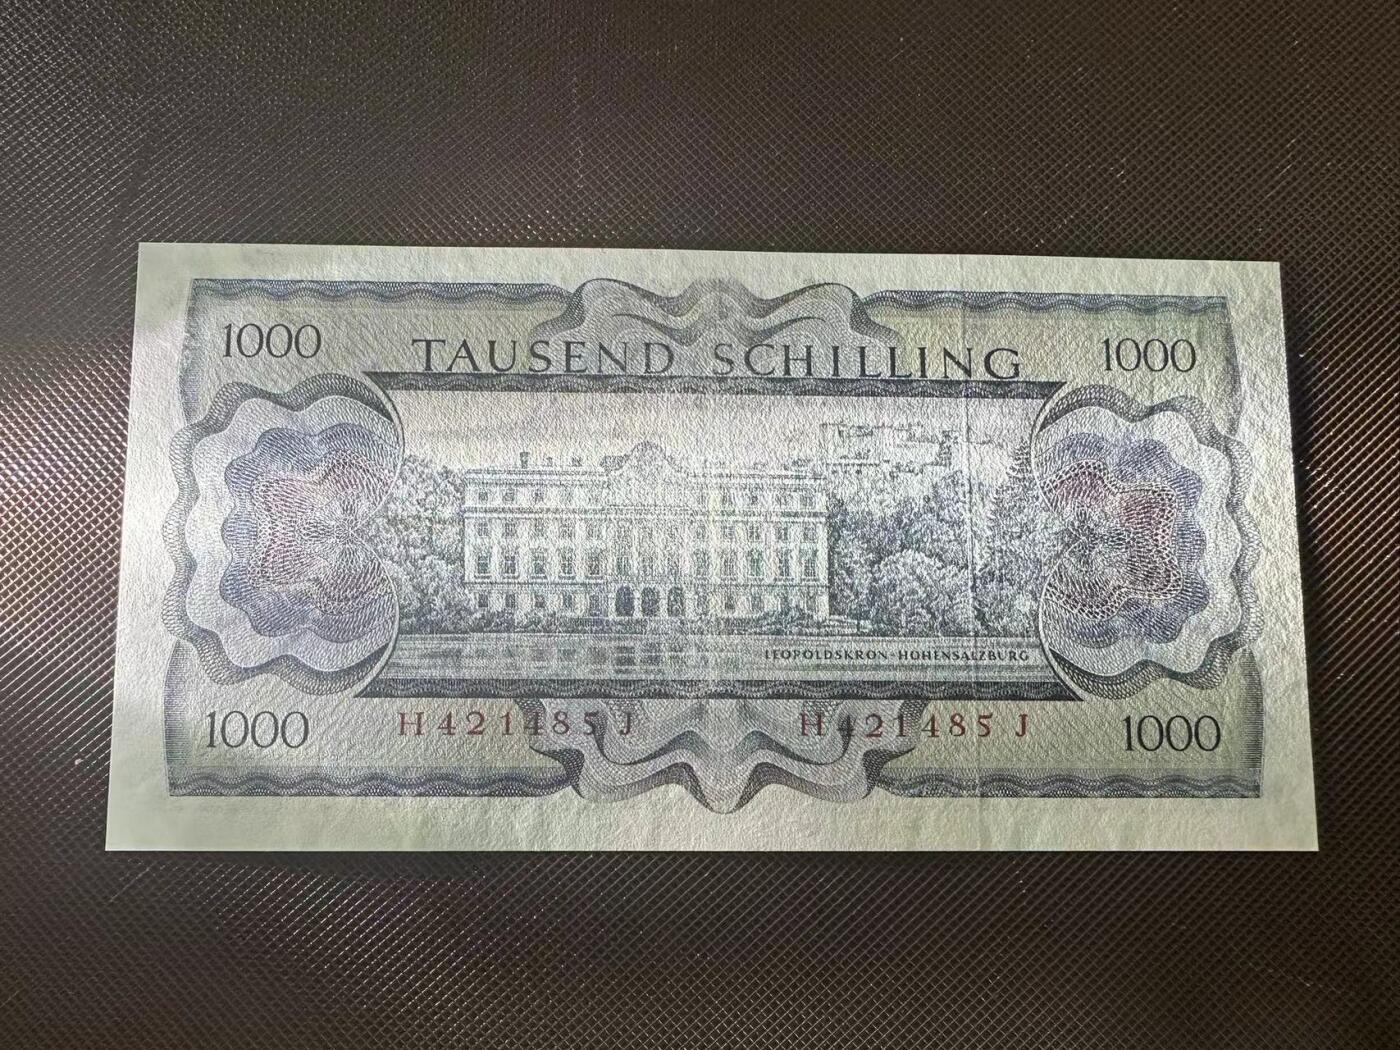 1000 TAUSEND SCHILLING 1000
LEOPOLDSKRON-HOHENSALZBURG
H 421485 J H 421485 J
1000 1000